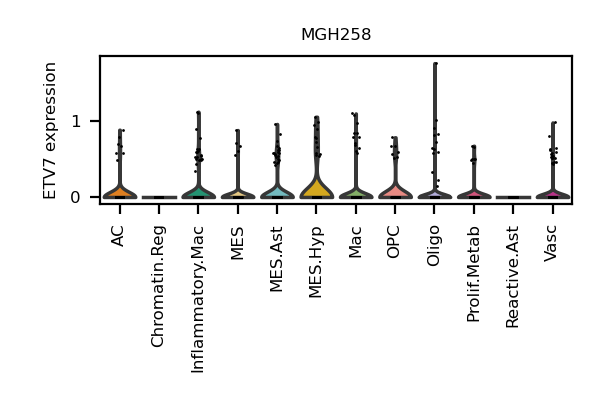 MGH258
ETV7 expression
1
0
AC
Chromatin.Reg
Inflammatory.Mac
MES
MES.Ast
MES.Hyp
Mac
OPC
Oligo
Prolif.Metab
Reactive.Ast
Vasc